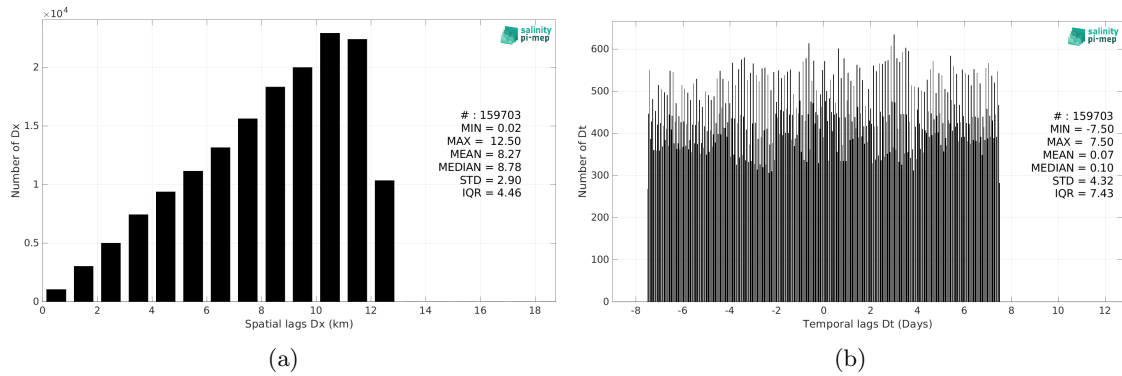 ×10⁴
2
1.5
1
0.5
0
Number of Dx
0 2 4 6 8 10 12 14 16 18
Spatial lags Dx (km)
salinity
pi-mep
# : 159703
MIN = 0.02
MAX = 12.50
MEAN = 8.27
MEDIAN = 8.78
STD = 2.90
IQR = 4.46
(a)
600
500
400
300
200
100
0
Number of Dt
-8 -6 -4 -2 0 2 4 6 8 10 12
Temporal lags Dt (Days)
salinity
pi-mep
# : 159703
MIN = -7.50
MAX = 7.50
MEAN = 0.07
MEDIAN = 0.10
STD = 4.32
IQR = 7.43
(b)